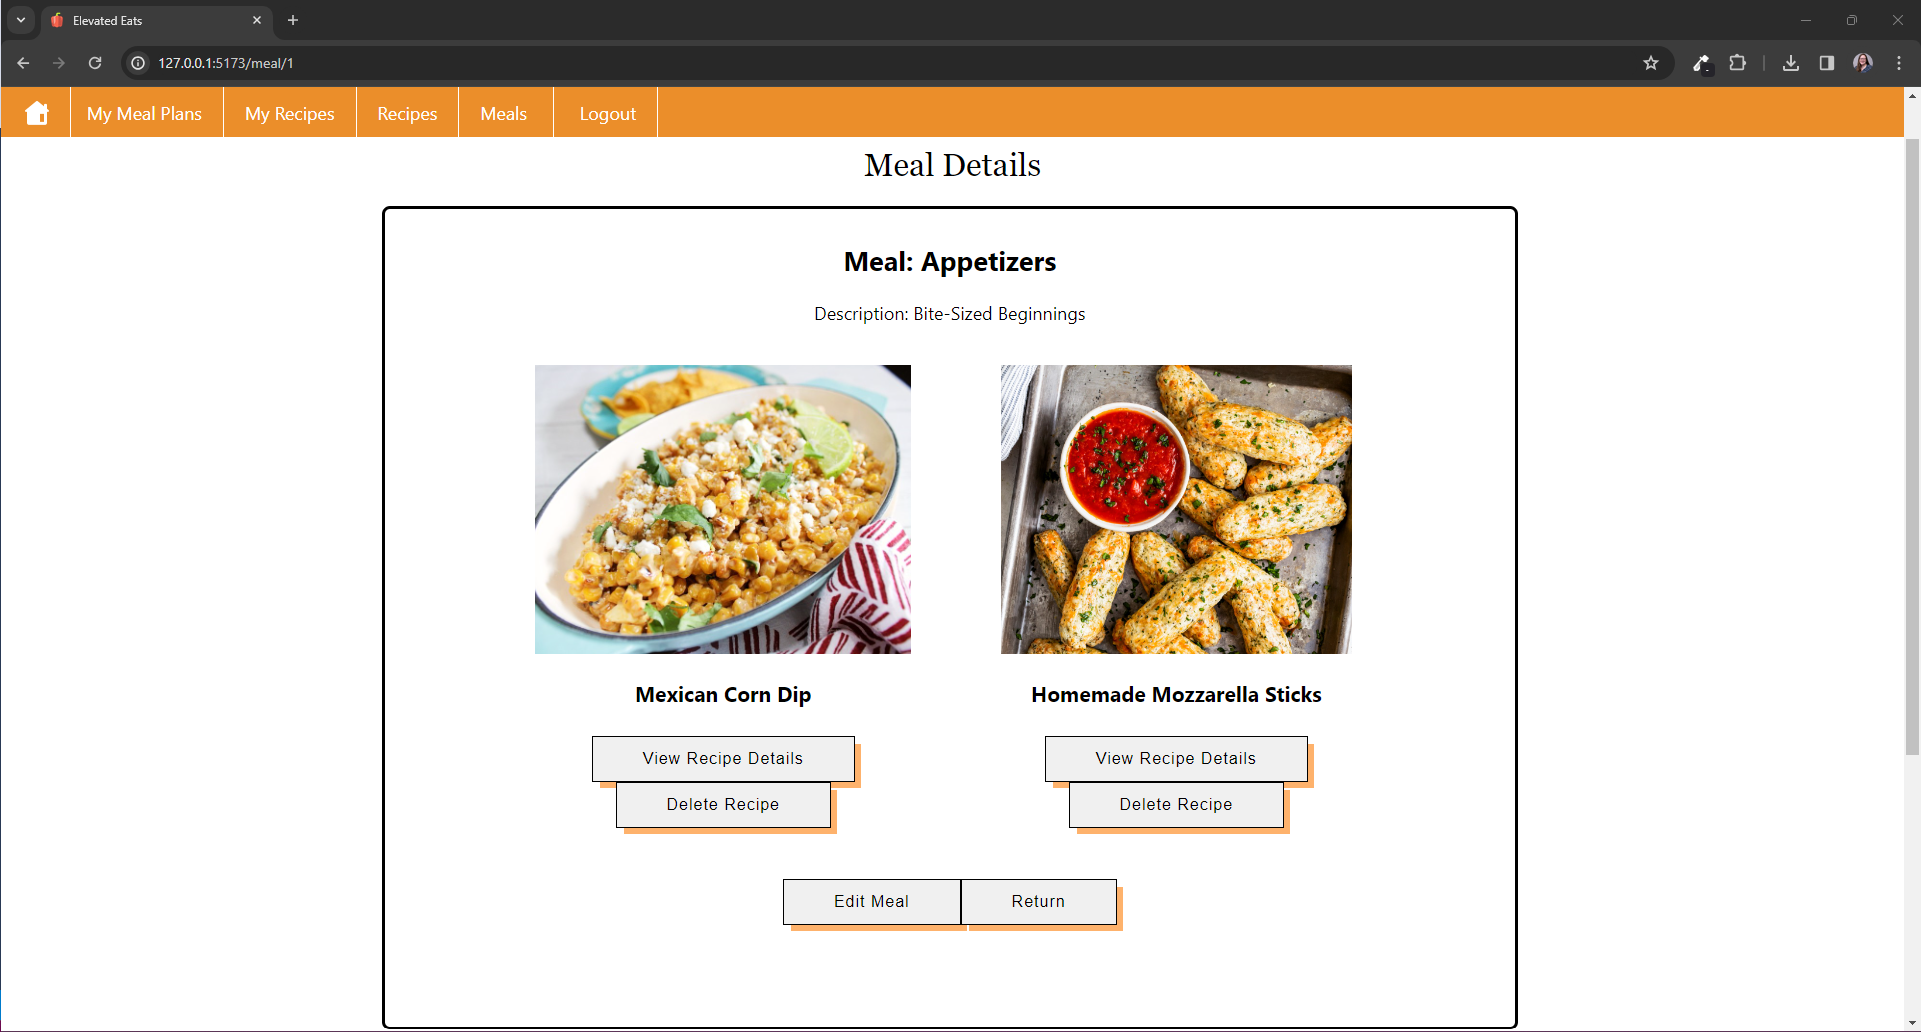 Elevated Eats
127.0.0.1:5173/meal/1
My Meal Plans
My Recipes
Recipes
Meals
Logout
Meal Details
Meal: Appetizers
Description: Bite-Sized Beginnings
Mexican Corn Dip
Homemade Mozzarella Sticks
View Recipe Details
View Recipe Details
Delete Recipe
Delete Recipe
Edit Meal
Return